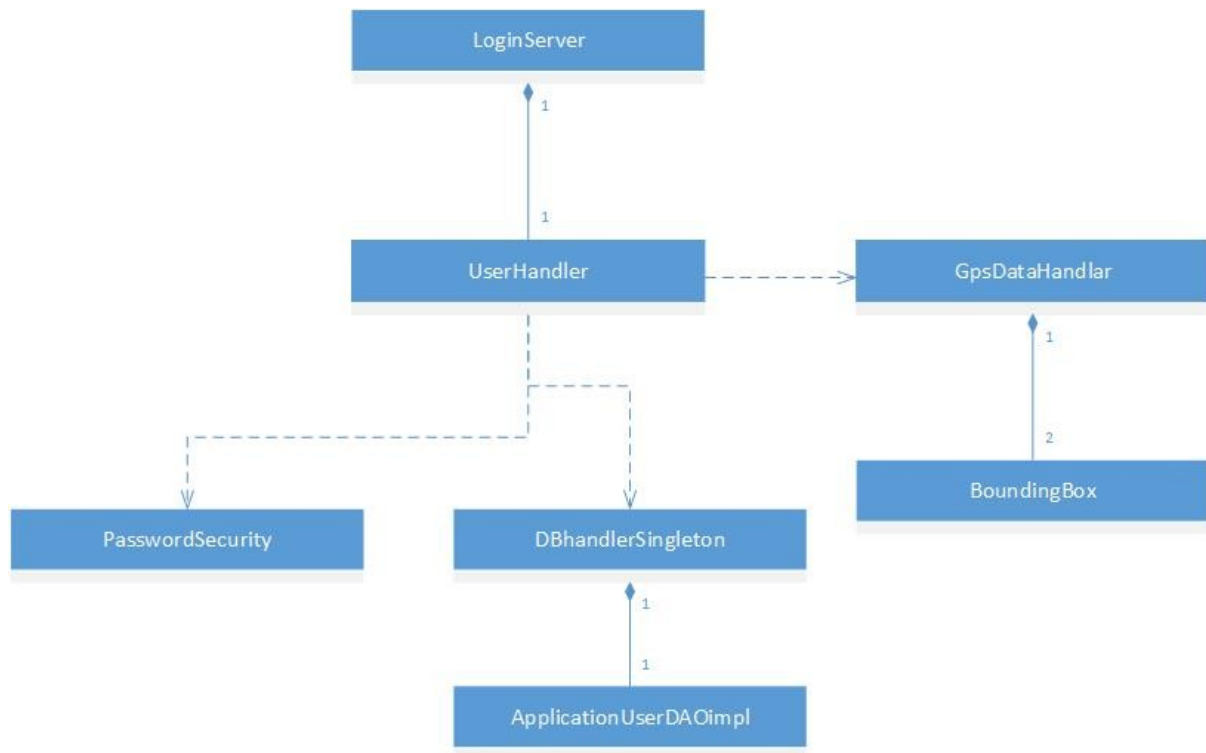 LoginServer
1
1
UserHandler
GpsDataHandlar
1
2
BoundingBox
PasswordSecurity
DBhandlerSingleton
1
1
ApplicationUserDAOimpl